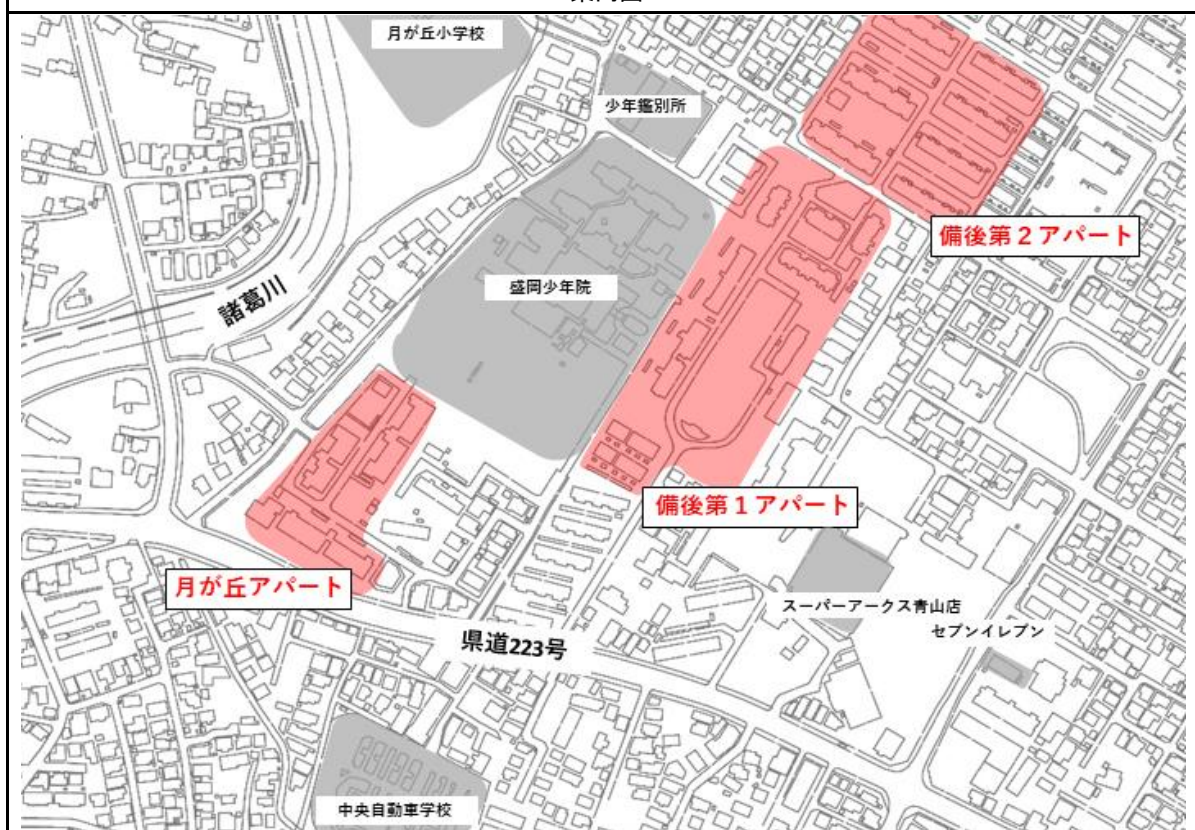 案内図
月が丘小学校
少年鑑別所
備後第２アパート
盛岡少年院
諸葛川
備後第１アパート
月が丘アパート
スーパーアークス青山店
セブンイレブン
県道223号
中央自動車学校